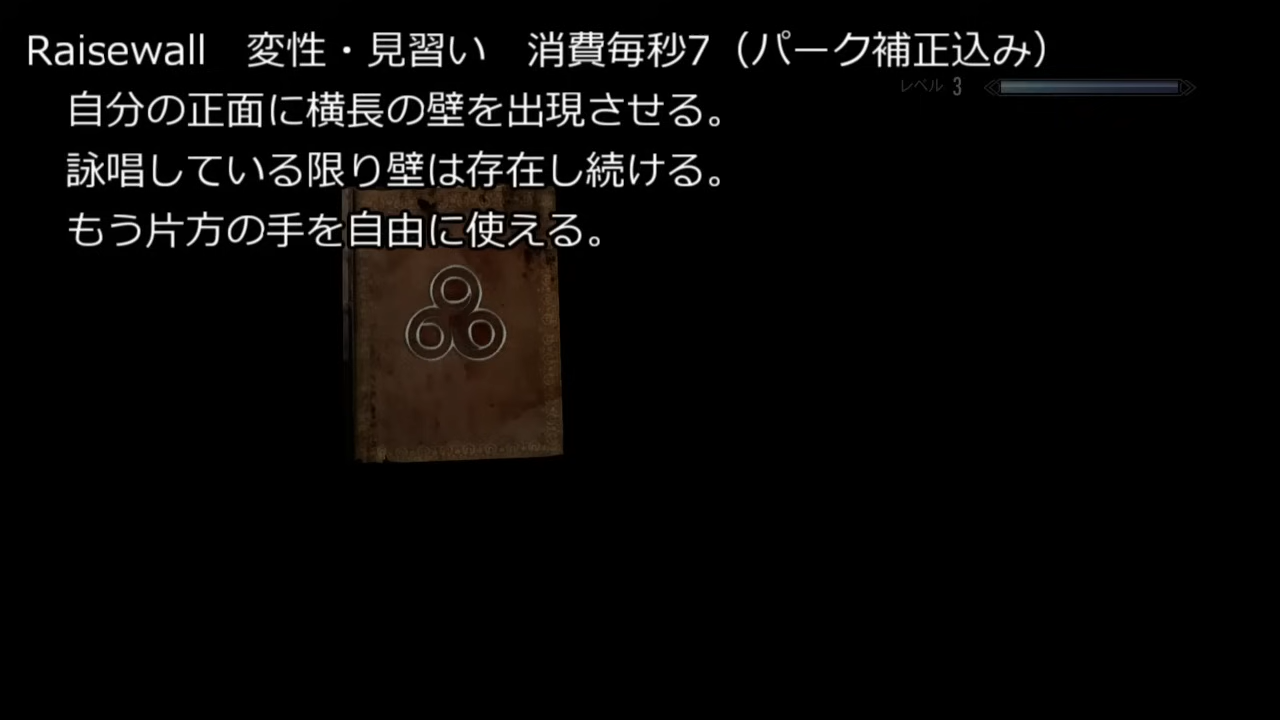 Raisewall　変性・見習い　消費毎秒7（パーク補正込み）
レベル 3
自分の正面に横長の壁を出現させる。
詠唱している限り壁は存在し続ける。
もう片方の手を自由に使える。